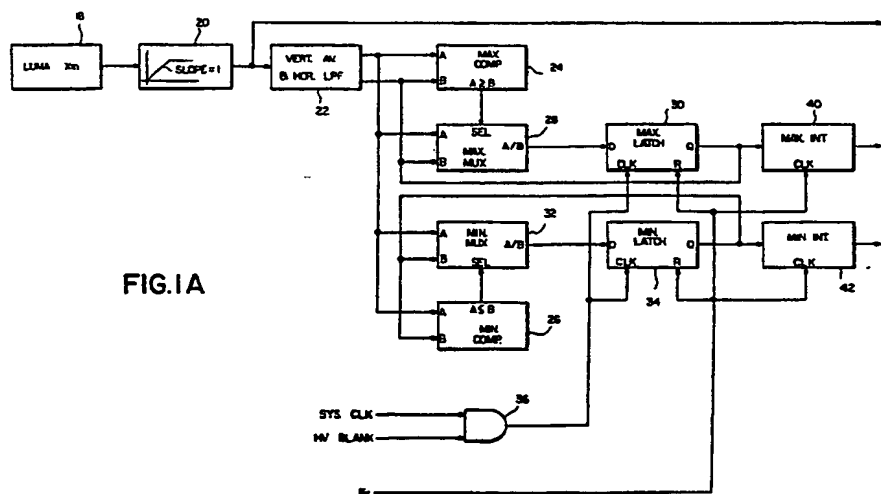 18
LUMA Xm
20
SLOPE=1
VERT. AV.
& HOR. LPF
22
A
B
MAX.
COMP
A ≥ B
24
A
B
SEL
MAX.
MUX
A/B
28
30
MAX.
LATCH
D
Q
CLK
R
40
MAX. INT
CLK
A
B
MIN.
MUX
SEL
A/B
32
MIN.
LATCH
D
Q
CLK
R
34
MIN INT.
CLK
42
A
B
A ≤ B
MIN.
COMP.
26
FIG.1A
SYS CLK
HV BLANK
36